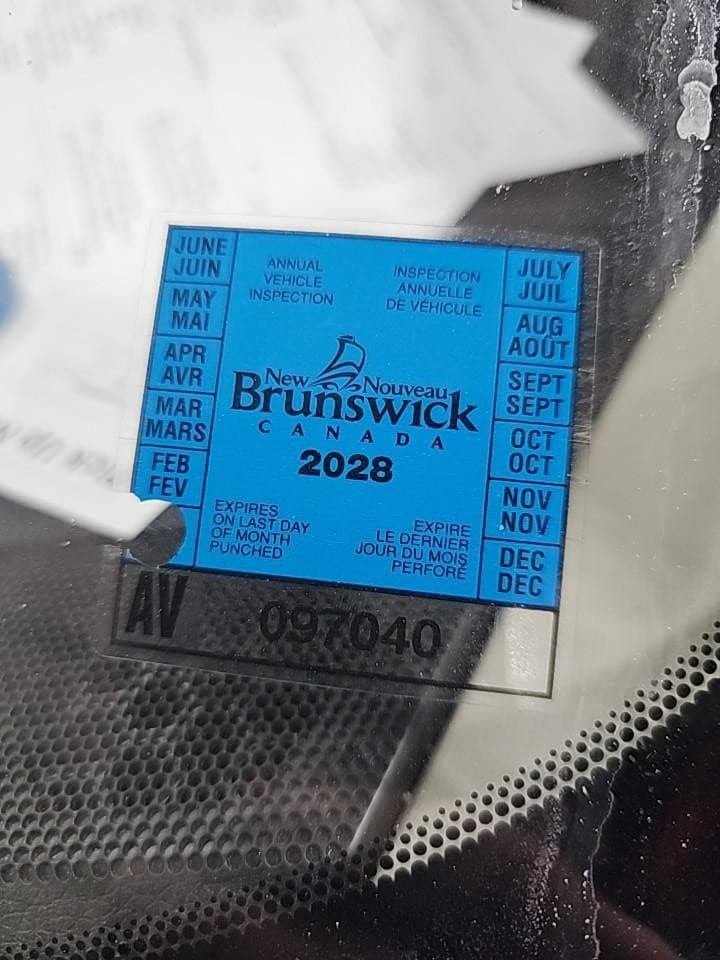 JUNE
JUIN
MAY
MAI
APR
AVR
MAR
MARS
FEB
FEV
ANNUAL
VEHICLE
INSPECTION
INSPECTION
ANNUELLE
DE VÉHICULE
New Nouveau
Brunswick
CANADA
2028
EXPIRES
ON LAST DAY
OF MONTH
PUNCHED
EXPIRE
LE DERNIER
JOUR DU MOIS
PERFORÉ
JULY
JUIL
AUG
AOÛT
SEPT
SEPT
OCT
OCT
NOV
NOV
DEC
DEC
AV 097040